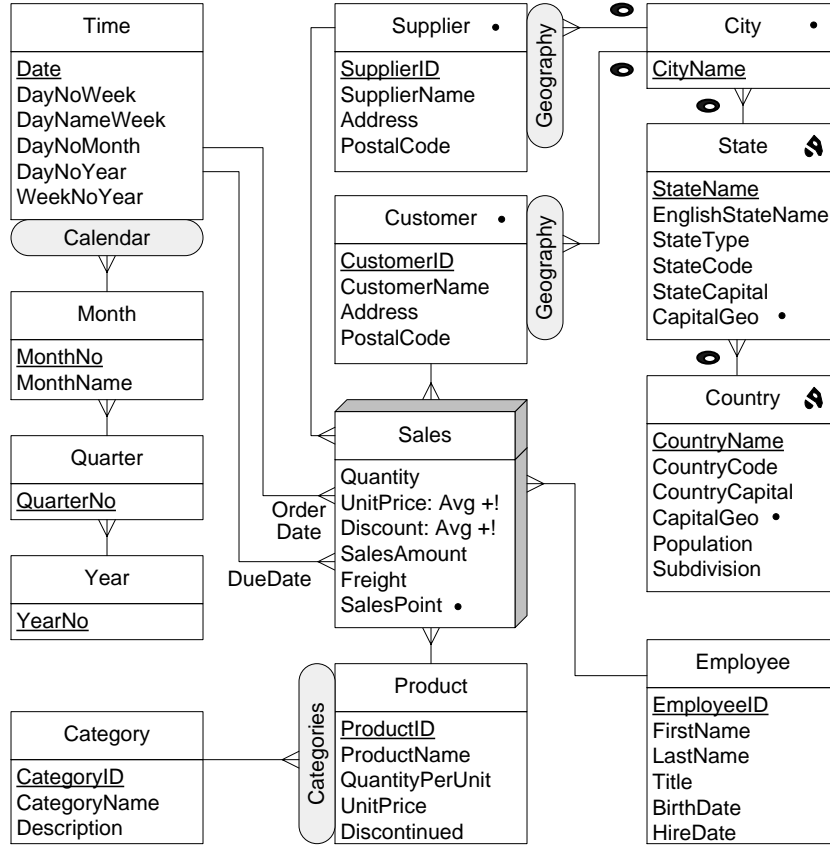 Time
Date
DayNoWeek
DayNameWeek
DayNoMonth
DayNoYear
WeekNoYear
Calendar
Month
MonthNo
MonthName
Quarter
QuarterNo
Year
YearNo
Category
CategoryID
CategoryName
Description
Supplier
SupplierID
SupplierName
Address
PostalCode
Geography
Customer
CustomerID
CustomerName
Address
PostalCode
Geography
Sales
Quantity
UnitPrice: Avg +!
Discount: Avg +!
SalesAmount
Freight
SalesPoint
Order
Date
DueDate
Product
ProductID
ProductName
QuantityPerUnit
UnitPrice
Discontinued
Categories
City
CityName
State
StateName
EnglishStateName
StateType
StateCode
StateCapital
CapitalGeo
Country
CountryName
CountryCode
CountryCapital
CapitalGeo
Population
Subdivision
Employee
EmployeeID
FirstName
LastName
Title
BirthDate
HireDate